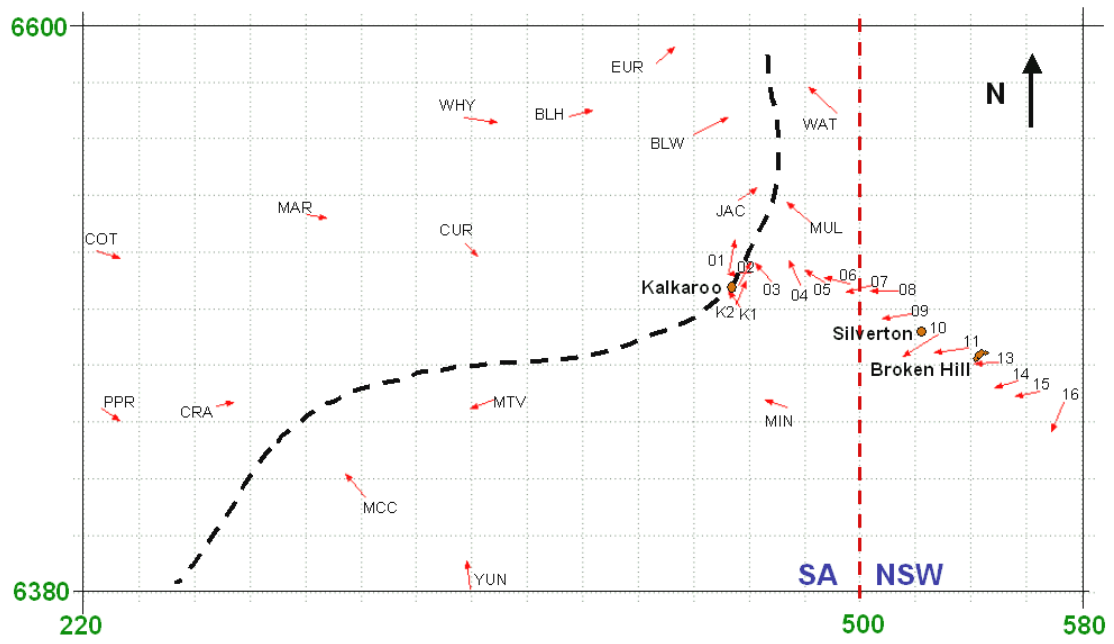 6600
EUR
N
WHY
BLH
WAT
BLW
JAC
MAR
MUL
CUR
COT
01
02
03
04
05
06
07
08
Kalkaroo
K2
K1
09
10
Silverton
11
Broken Hill
13
14
15
16
PPR
CRA
MTV
MIN
MCC
YUN
SA
NSW
6380
220
500
580